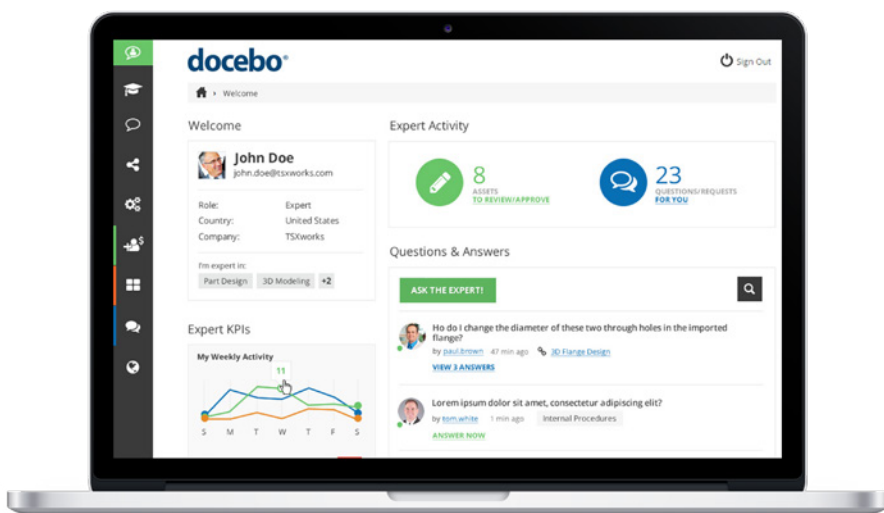 docebo®
Sign Out
Welcome
Welcome
John Doe
john.doe@tsxworks.com
Role: Expert
Country: United States
Company: TSXworks
I'm expert in:
Part Design 3D Modeling +2
Expert KPIs
My Weekly Activity
11
S M T W T F S
Expert Activity
8
ASSETS
TO REVIEW/APPROVE
23
QUESTIONS/REQUESTS
FOR YOU
Questions & Answers
ASK THE EXPERT!
Ho do I change the diameter of these two through holes in the imported
flange?
by paul.brown 47 min ago 3D Flange Design
VIEW 3 ANSWERS
Lorem ipsum dolor sit amet, consectetur adipiscing elit?
by tom.white 1 min ago Internal Procedures
ANSWER NOW